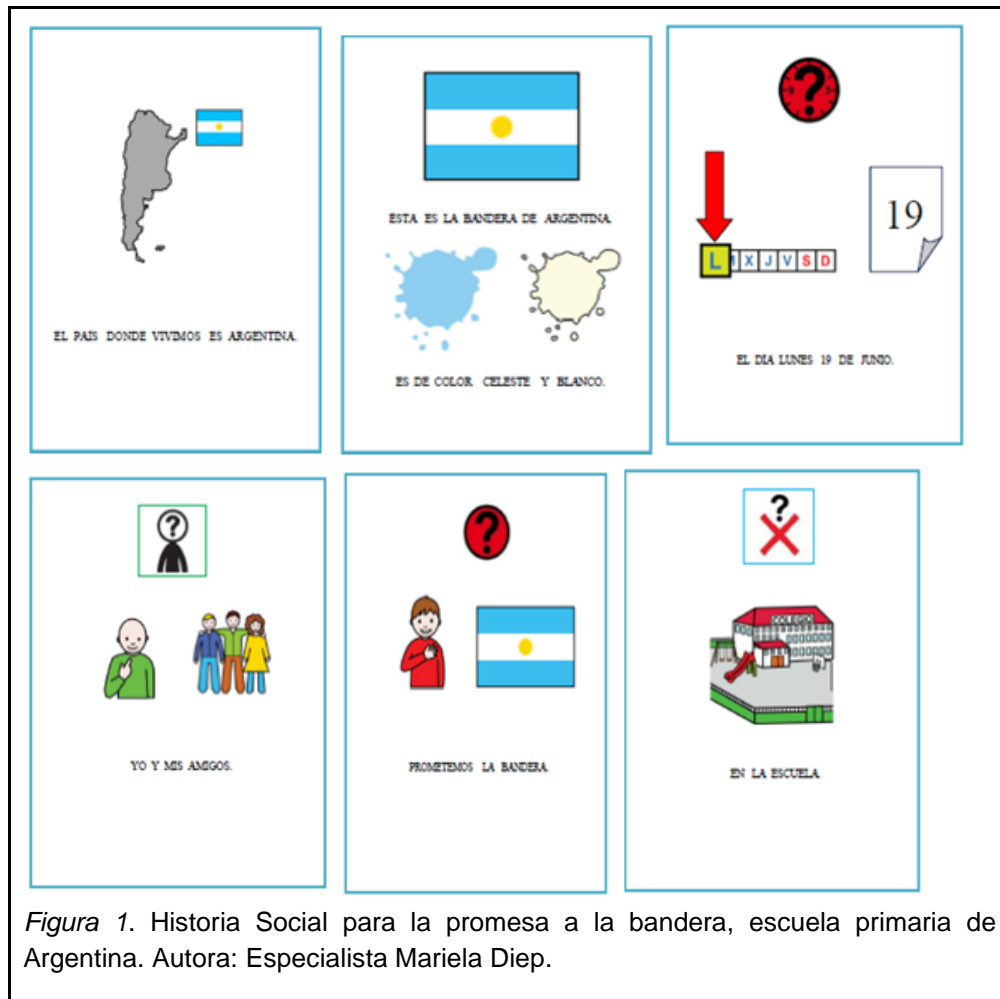 EL PAÍS DONDE VIVIMOS ES ARGENTINA.
ESTA ES LA BANDERA DE ARGENTINA.
ES DE COLOR CELESTE Y BLANCO.
?
L X J V S D
19
EL DIA LUNES 19 DE JUNIO.
?
YO Y MIS AMIGOS.
?
PROMETEMOS LA BANDERA.
?
COLEGIO
EN LA ESCUELA.
Figura 1. Historia Social para la promesa a la bandera, escuela primaria de
Argentina. Autora: Especialista Mariela Diep.